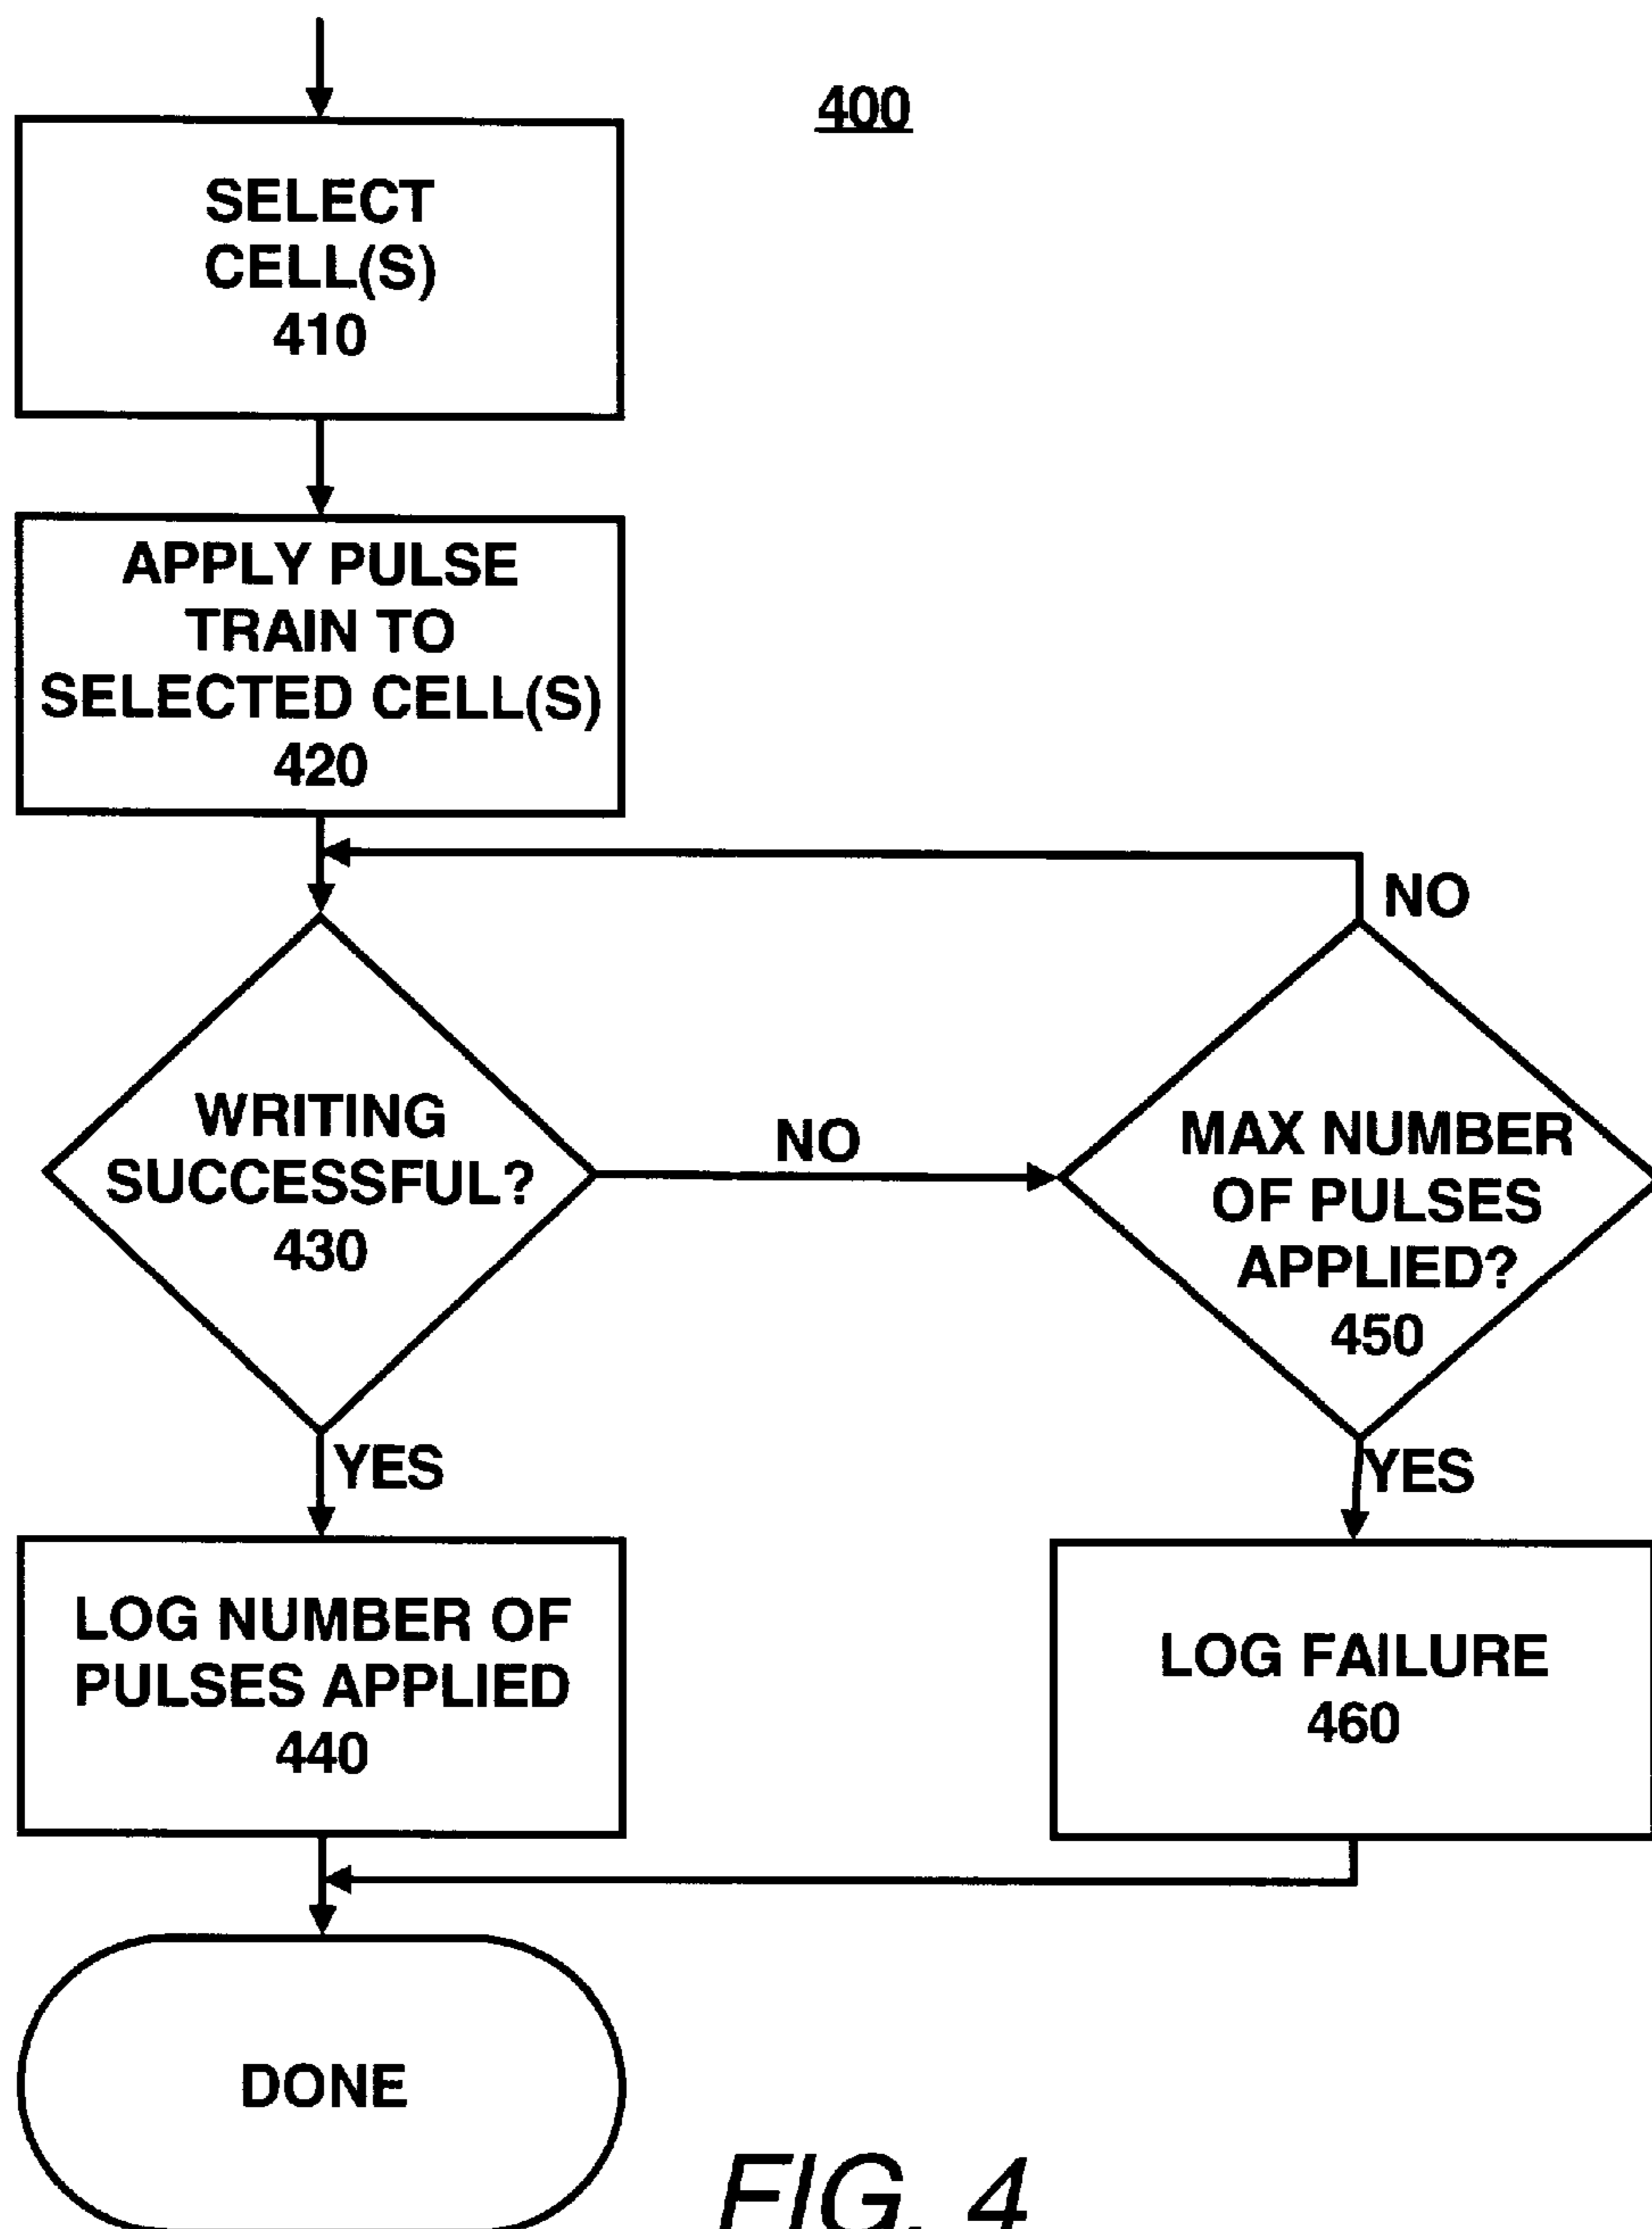 400
SELECT
CELL(S)
410
APPLY PULSE
TRAIN TO
SELECTED CELL(S)
420
NO
WRITING
SUCCESSFUL?
430
NO
MAX NUMBER
OF PULSES
APPLIED?
450
YES
YES
LOG NUMBER OF
PULSES APPLIED
440
LOG FAILURE
460
DONE
FIG. 4